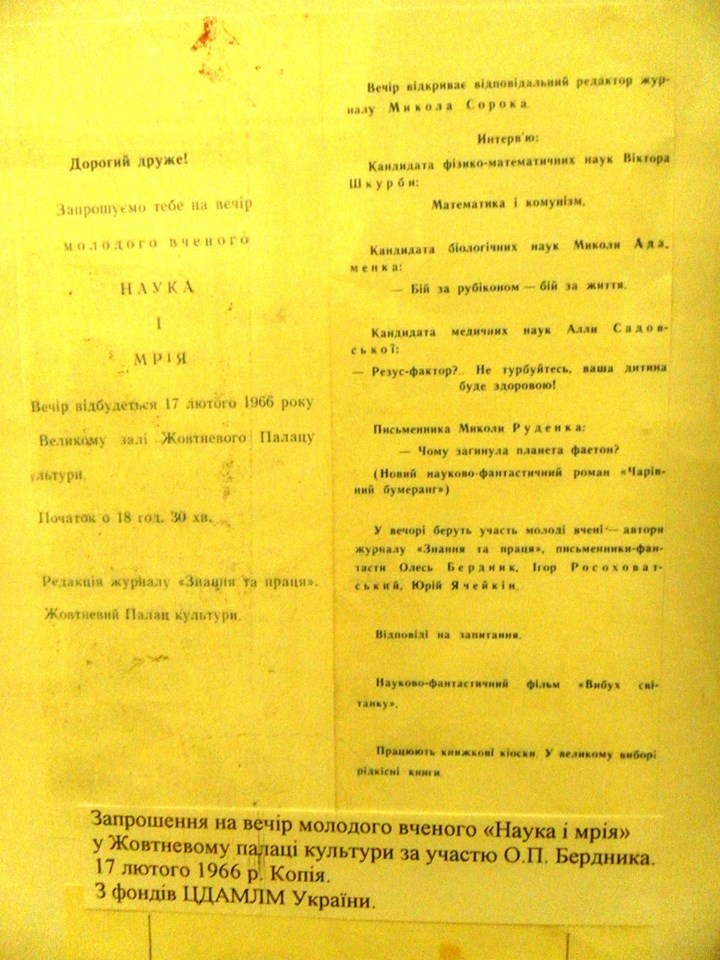 Дорогий друже!
Запрошуємо тебе на вечір
молодого вченого
НАУКА
І
МРІЯ
Вечір відбудеться 17 лютого 1966 року
Великому залі Жовтневого Палацу
ультури.
Початок о 18 год. 30 хв.
Редакція журналу «Знання та праця».
Жовтневий Палац культури.
Вечір відкриває відповідальний редактор жур-
налу Микола Сорока.
Интерв'ю:
Кандидата фізико-математичних наук Віктора
Шкурби:
Математика і комунізм.
Кандидата біологічних наук Миколи Ада.
менка:
— Бій за рубіконом — бій за життя.
Кандидата медичних наук Алли Садов-
ської:
— Резус-фактор?.. Не турбуйтесь, ваша дитина
буде здоровою!
Письменника Миколи Руденка:
— Чому загинула планета фаетон?
(Новий науково-фантастичний роман «Чарів-
ний бумеранг»)
У вечорі беруть участь молоді вчені — автори
журналу «Знання та праця», письменники-фан-
тасти Олесь Бердник, Ігор Росоховат-
ський, Юрій Ячейкін.
Відповіді на запитання.
Науково-фантастичний фільм «Вибух сві-
танку».
Працюють книжкові кіоски. У великому виборі
рідкісні книги.
Запрошення на вечір молодого вченого «Наука і мрія»
у Жовтневому палаці культури за участю О.П. Бердника.
17 лютого 1966 р. Копія.
З фондів ЦДАМЛМ України.